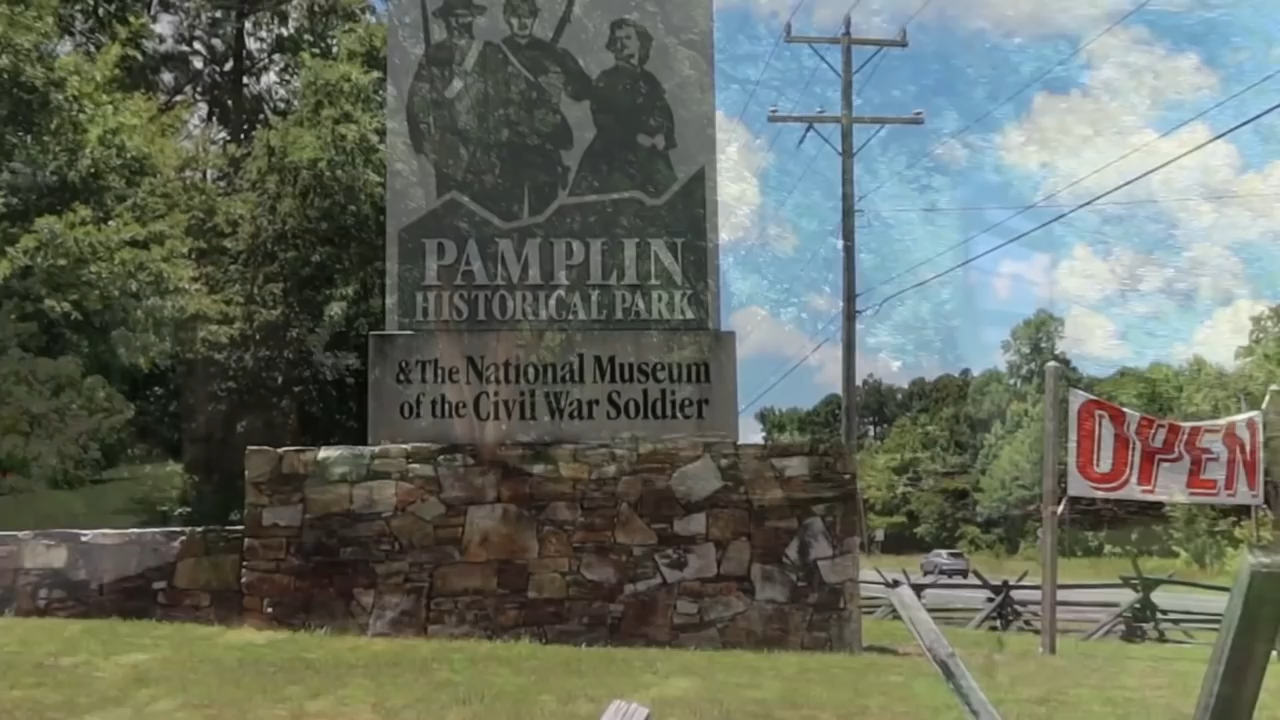 PAMPLIN
HISTORICAL PARK
& The National Museum
of the Civil War Soldier
OPEN